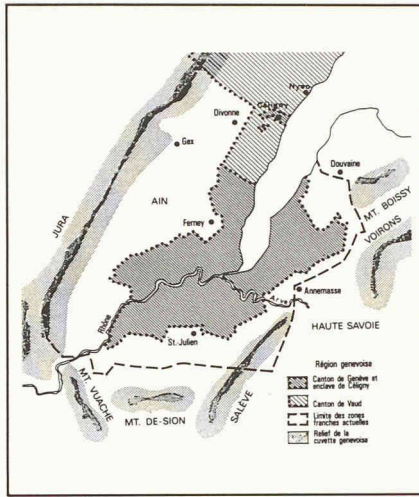 Nyon
Céligny
Divonne
Gex
Douvaine
JURA
MT. BOISSY
AIN
VOIRONS
Ferney
Rhône
Arve
Annemasse
HAUTE SAVOIE
St.-Julien
MT. VUACHE
MT. DE-SION
SALÈVE
Région genevoise
Canton de Genève et
enclave de Céligny
Canton de Vaud
Limite des zones
franches actuelles
Relief de la
cuvette genevoise